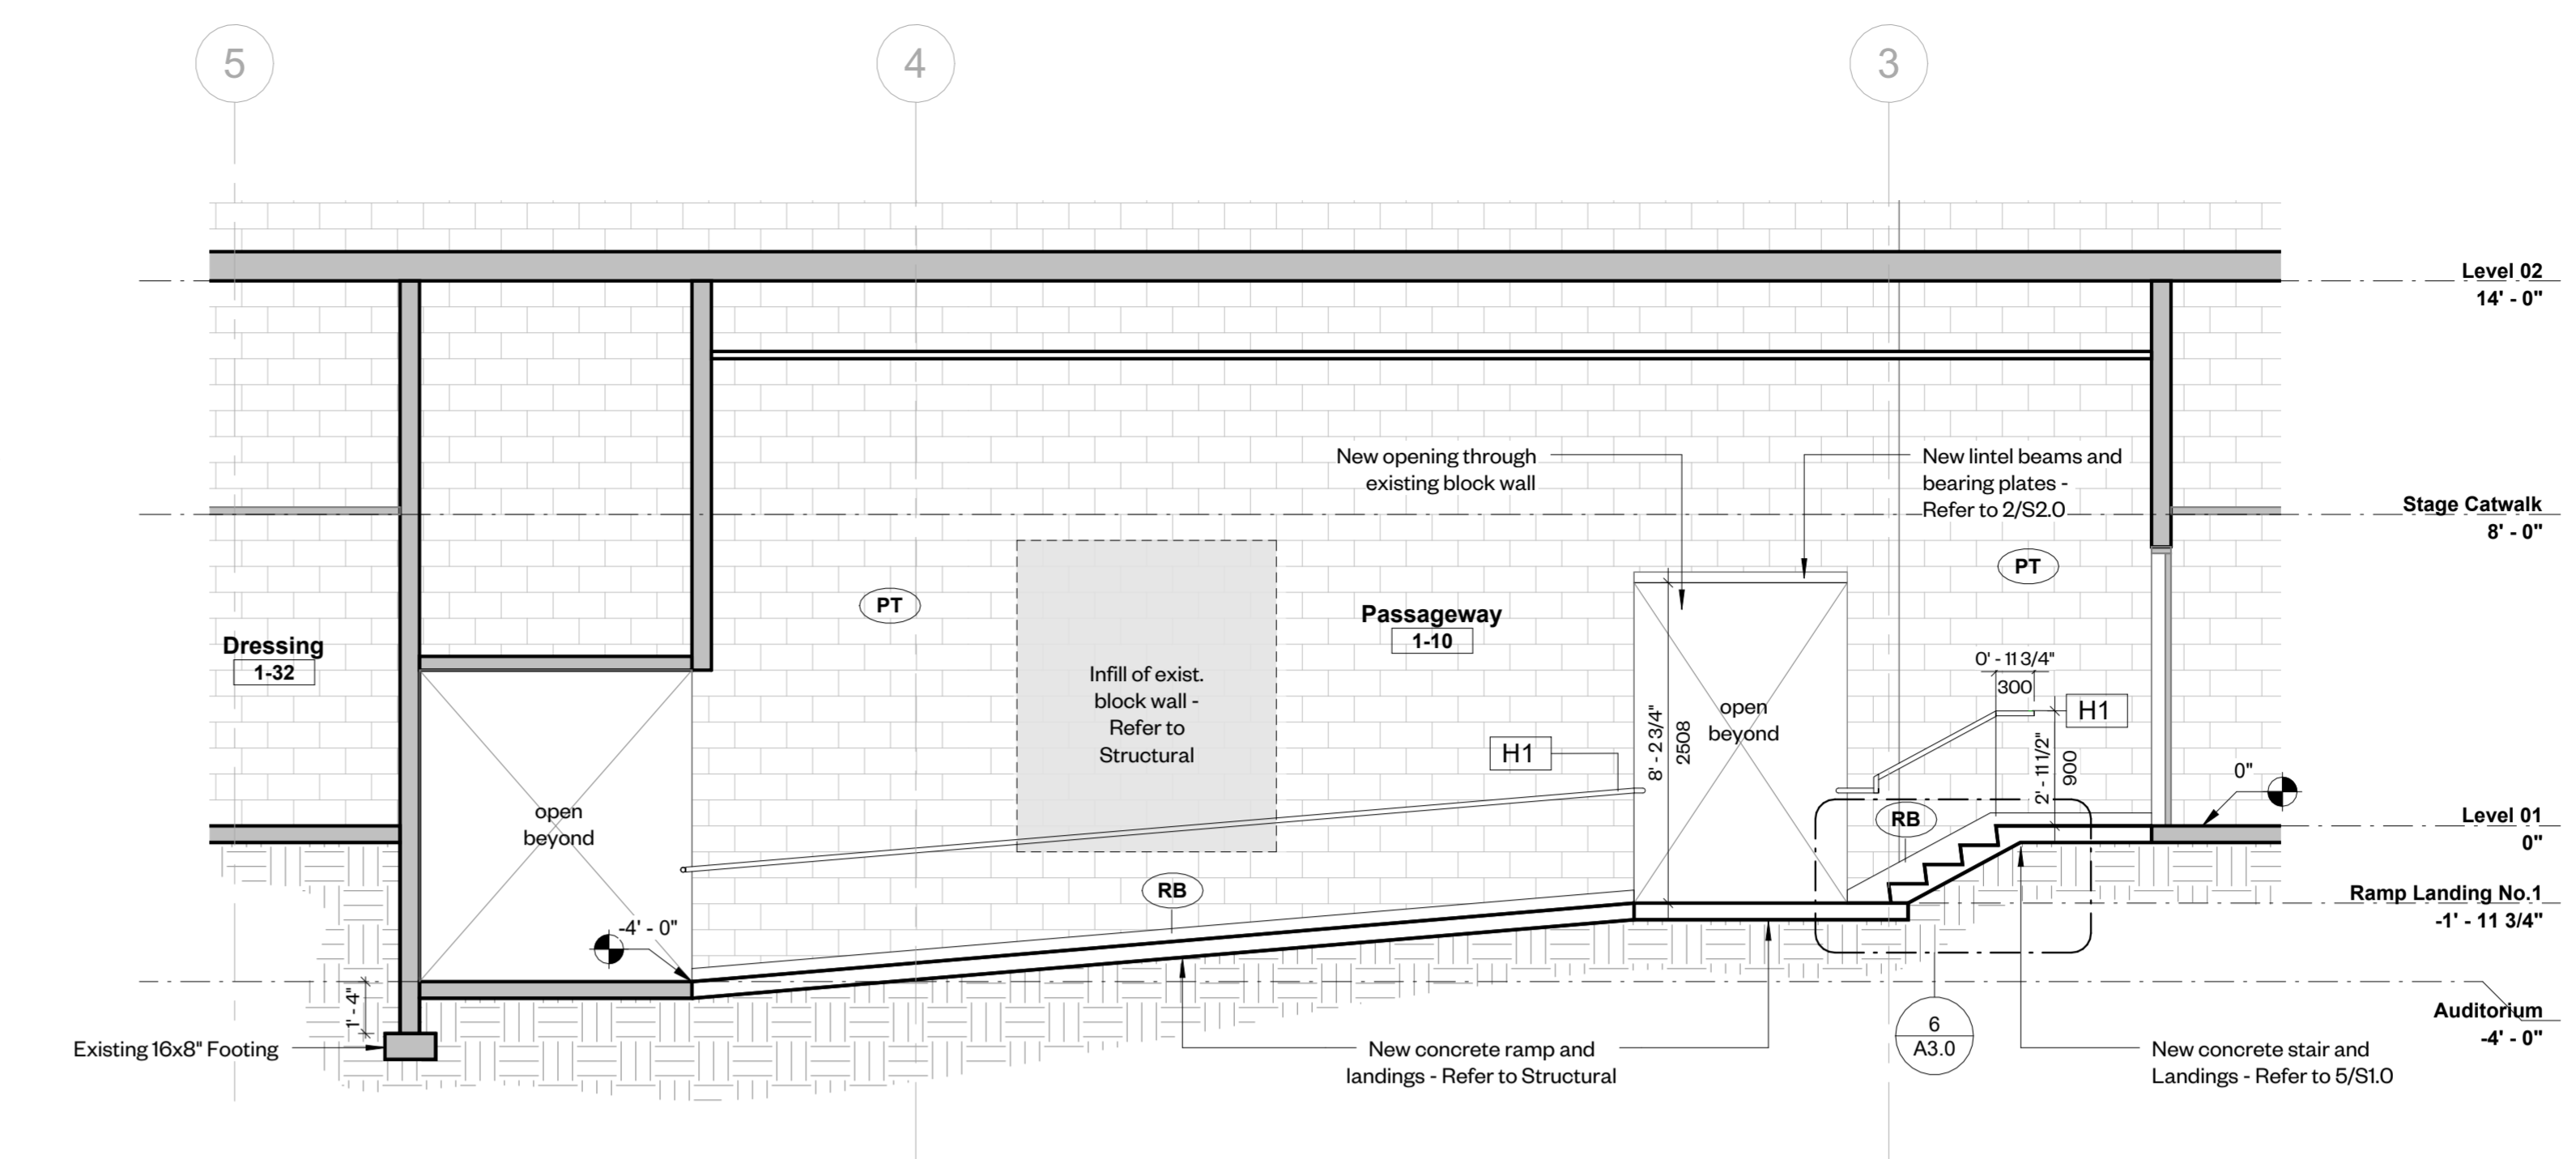 5
4
3
Level 02
14' - 0"
New opening through
existing block wall
New lintel beams and
bearing plates -
Refer to 2/S2.0
Stage Catwalk
8' - 0"
PT
PT
Dressing
1-32
Passageway
1-10
Infill of exist.
block wall -
Refer to
Structural
0' - 11 3/4"
300
H1
H1
8' - 2 3/4"
2508
open
beyond
2' - 11 1/2"
900
0"
open
beyond
RB
Level 01
0"
RB
Ramp Landing No.1
-1' - 11 3/4"
-4' - 0"
1' - 4"
Auditorium
-4' - 0"
6
A3.0
Existing 16x8" Footing
New concrete ramp and
landings - Refer to Structural
New concrete stair and
Landings - Refer to 5/S1.0